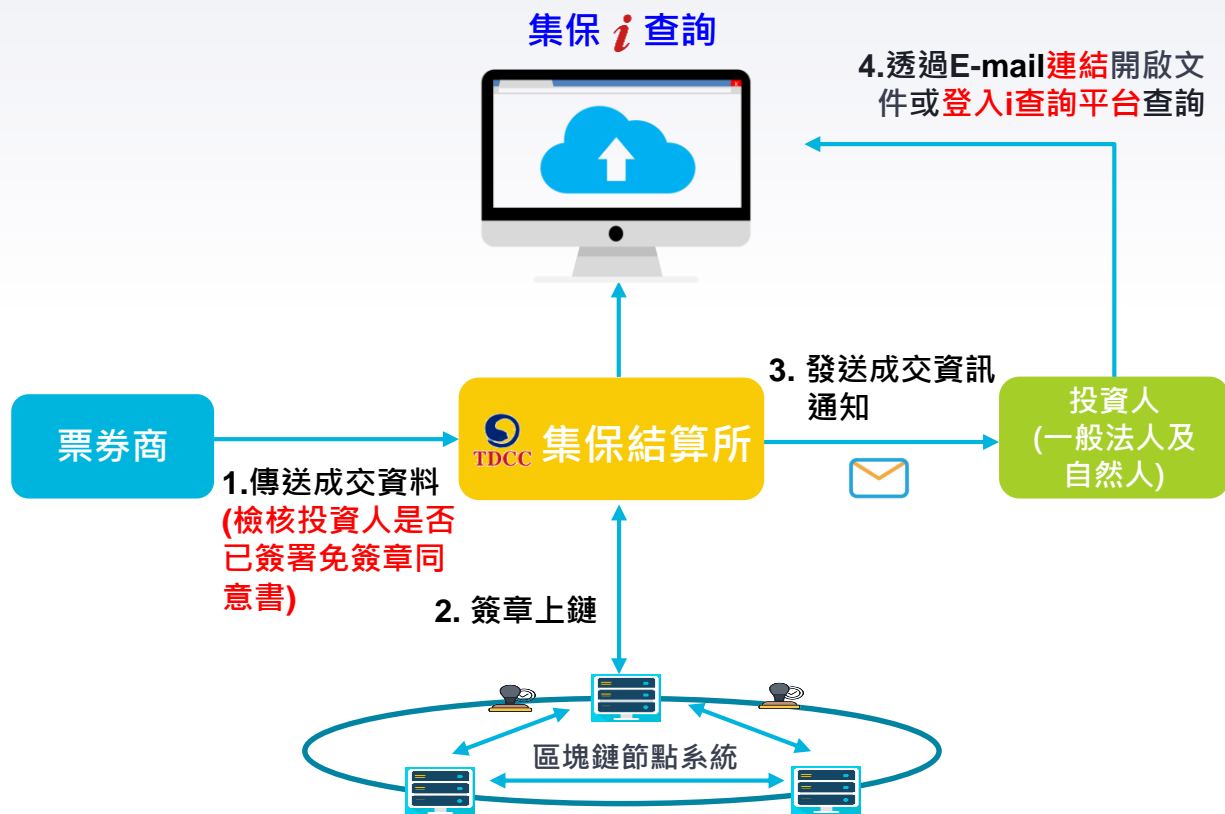 集保 i 查詢
4.透過E-mail連結開啟文
件或登入i查詢平台查詢
票券商
1.傳送成交資料
(檢核投資人是否
已簽署免簽章同
意書)
TDCC 集保結算所
3. 發送成交資訊
通知
投資人
(一般法人及
自然人)
2. 簽章上鏈
區塊鏈節點系統